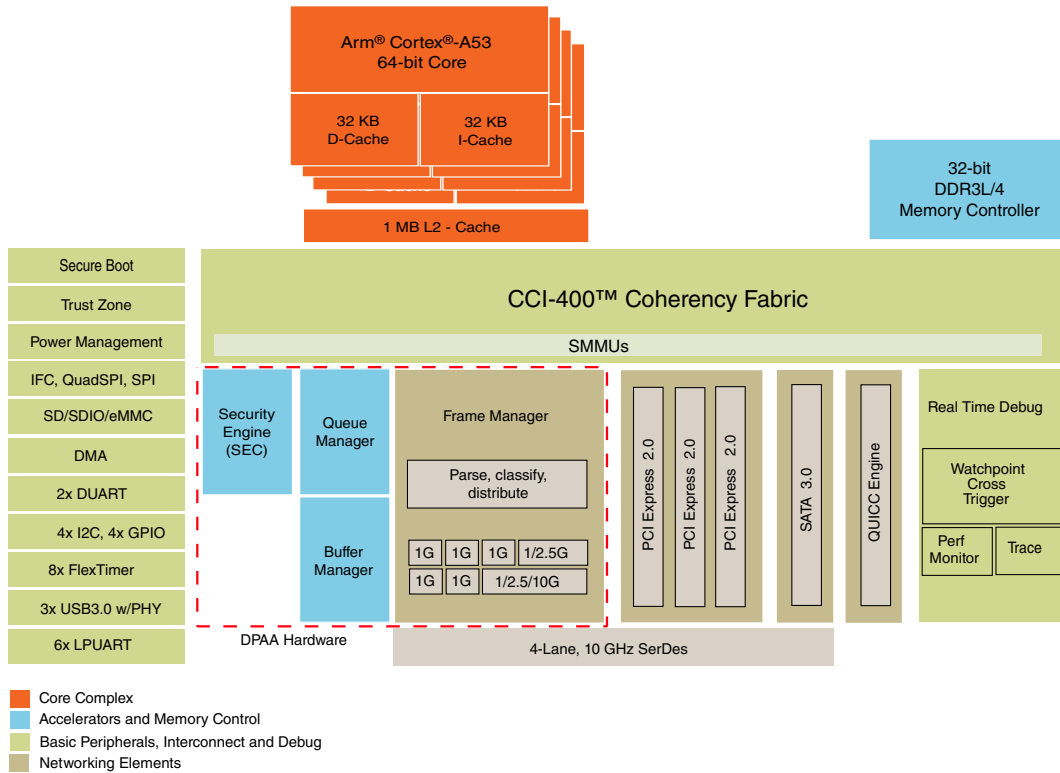 Arm® Cortex®-A53
64-bit Core
32 KB
D-Cache
32 KB
I-Cache
1 MB L2 - Cache
32-bit
DDR3L/4
Memory Controller
Secure Boot
Trust Zone
Power Management
IFC, QuadSPI, SPI
SD/SDIO/eMMC
DMA
2x DUART
4x I2C, 4x GPIO
8x FlexTimer
3x USB3.0 w/PHY
6x LPUART
CCI-400™ Coherency Fabric
SMMUs
Security
Engine
(SEC)
Queue
Manager
Buffer
Manager
Frame Manager
Parse, classify,
distribute
1G
1G
1G
1/2.5G
1G
1G
1/2.5/10G
DPAA Hardware
PCI Express 2.0
PCI Express 2.0
PCI Express 2.0
SATA 3.0
QUICC Engine
4-Lane, 10 GHz SerDes
Real Time Debug
Watchpoint
Cross
Trigger
Perf
Monitor
Trace
Core Complex
Accelerators and Memory Control
Basic Peripherals, Interconnect and Debug
Networking Elements